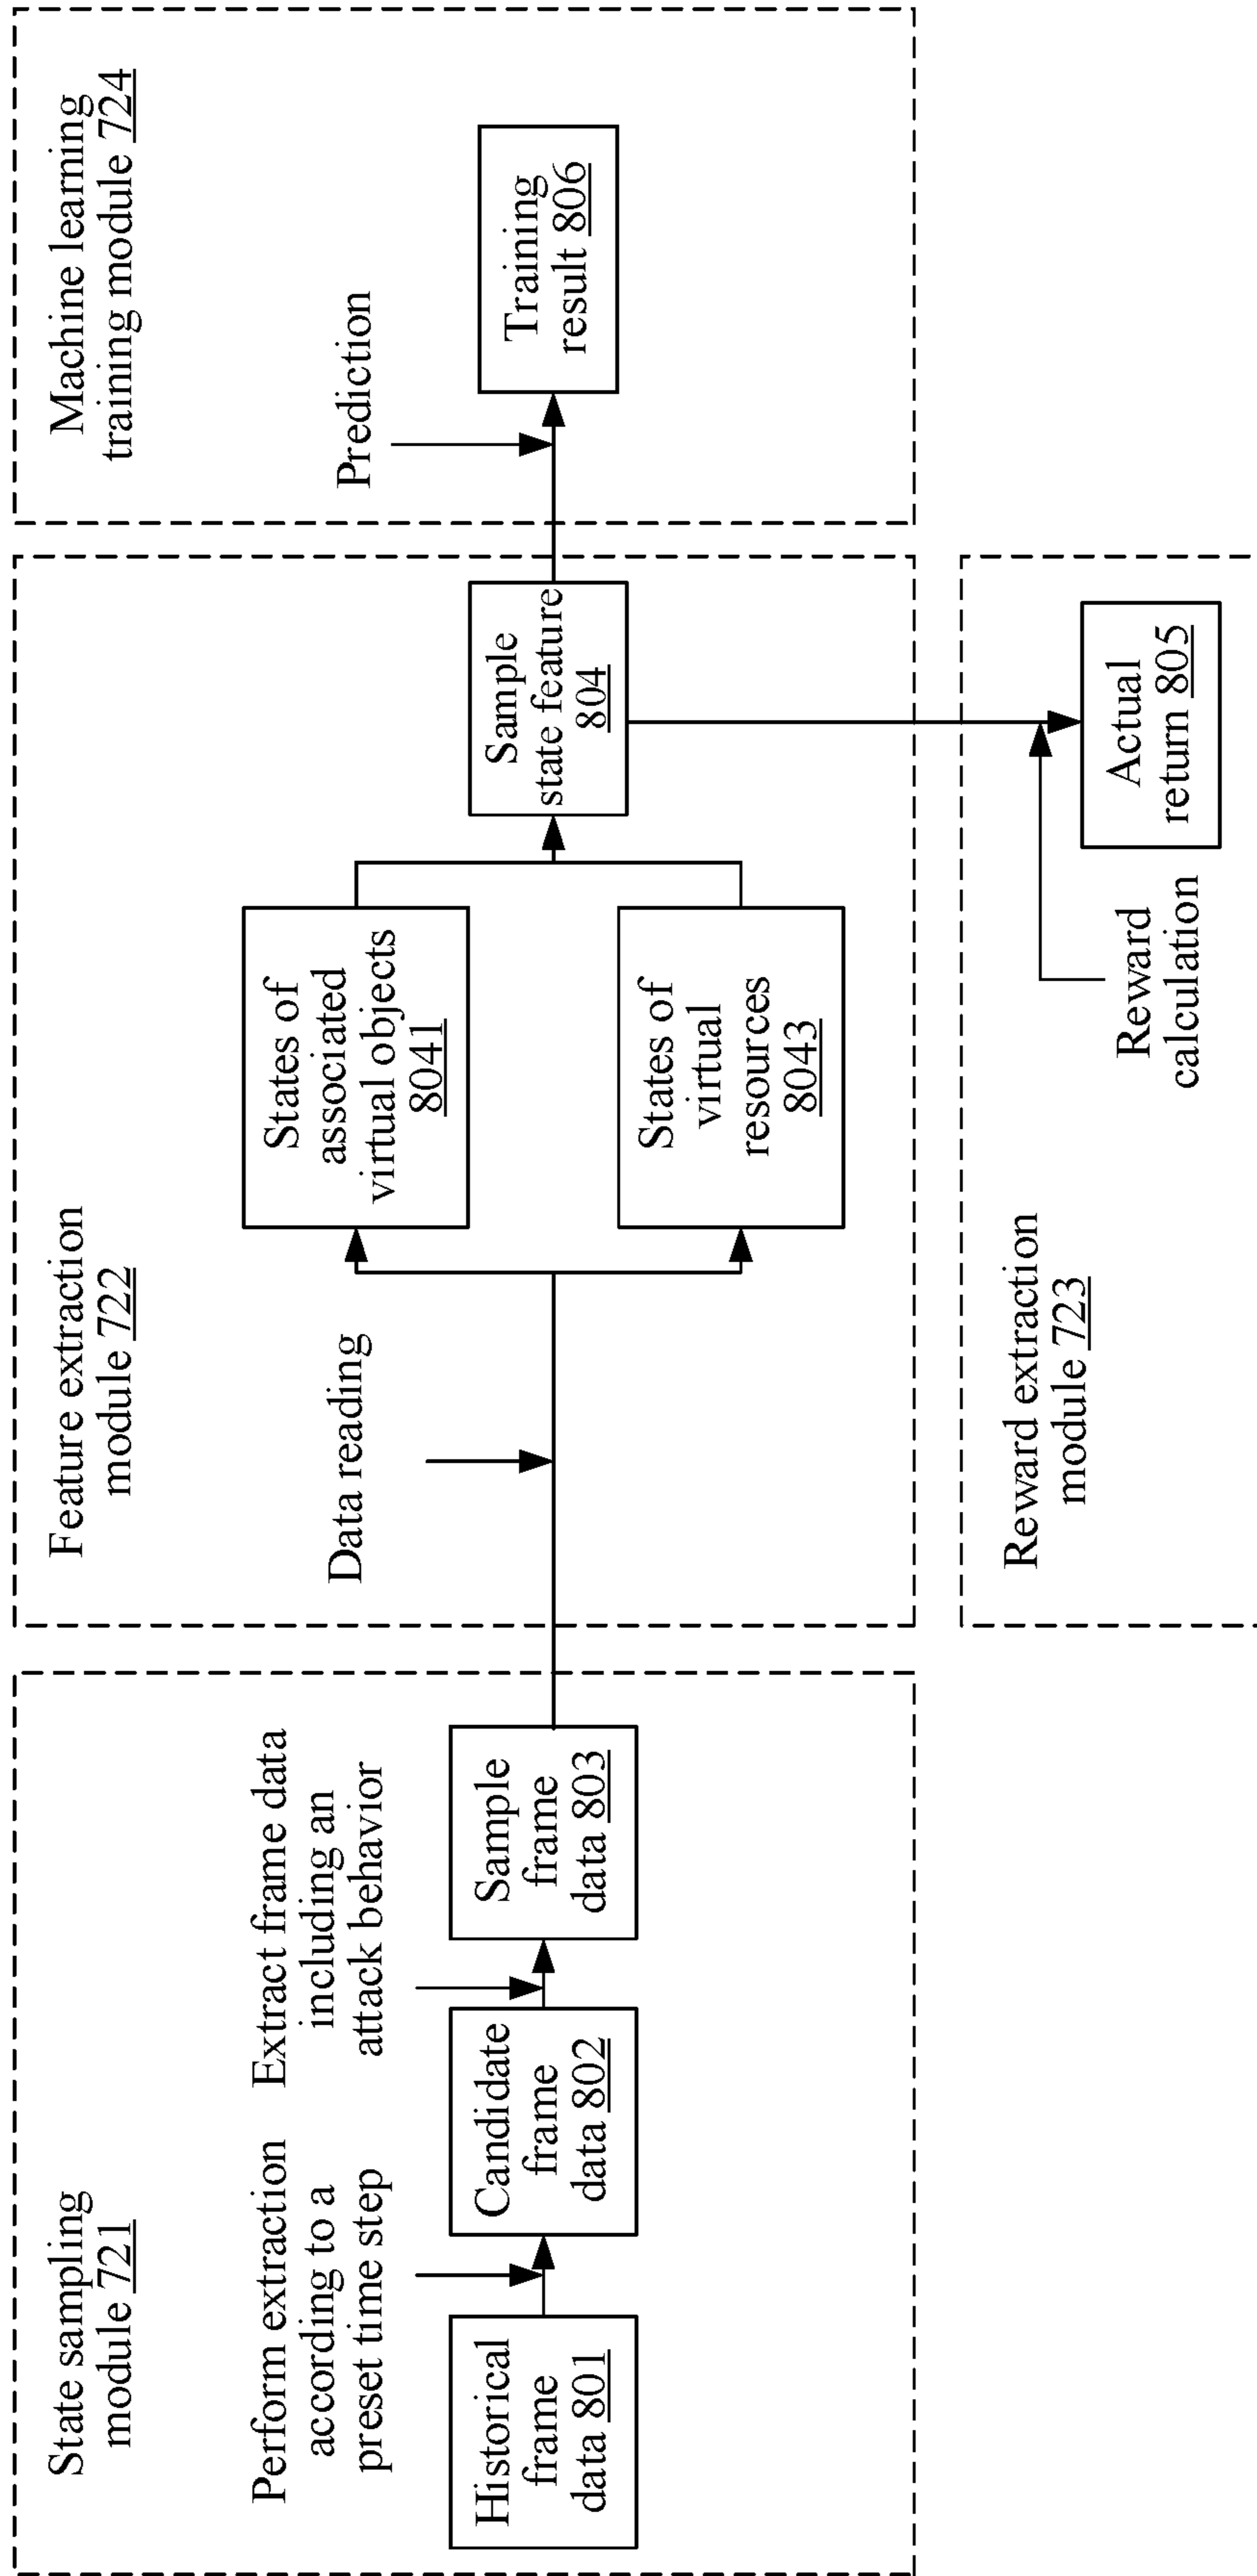 State sampling
module 721
Perform extraction
according to a
preset time step
Extract frame data
including an
attack behavior
Historical
frame
data 801
Candidate
frame
data 802
Sample
frame
data 803
Feature extraction
module 722
Data reading
States of
associated
virtual objects
8041
States of
virtual
resources
8043
Sample
state feature
804
Machine learning
training module 724
Prediction
Training
result 806
Reward extraction
module 723
Reward
calculation
Actual
return 805